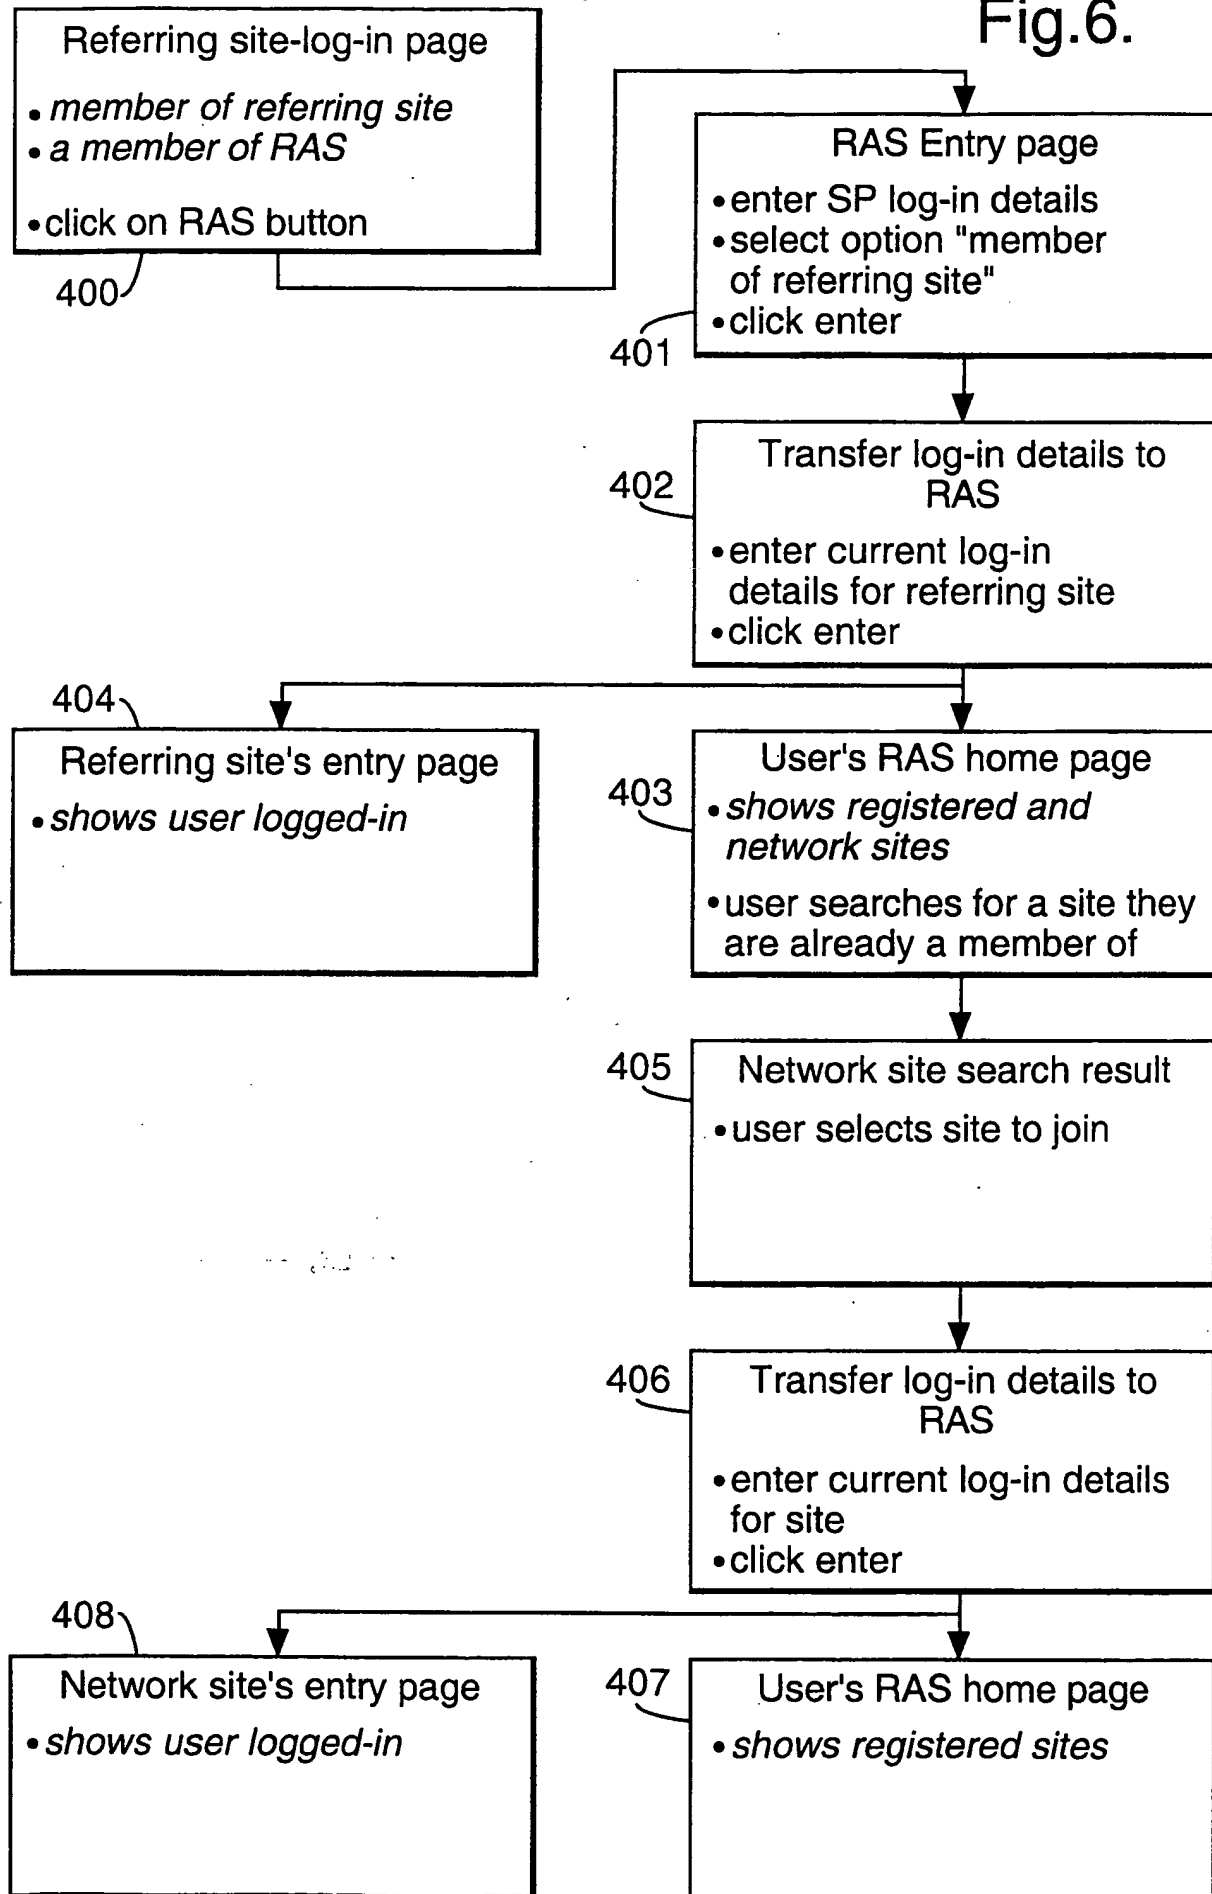 Fig.6.
Referring site-log-in page
• member of referring site
• a member of RAS
• click on RAS button
400
RAS Entry page
• enter SP log-in details
• select option "member
of referring site"
• click enter
401
Transfer log-in details to
RAS
• enter current log-in
details for referring site
• click enter
402
404
Referring site's entry page
• shows user logged-in
User's RAS home page
• shows registered and
network sites
• user searches for a site they
are already a member of
403
405
Network site search result
• user selects site to join
406
Transfer log-in details to
RAS
• enter current log-in details
for site
• click enter
408
Network site's entry page
• shows user logged-in
407
User's RAS home page
• shows registered sites